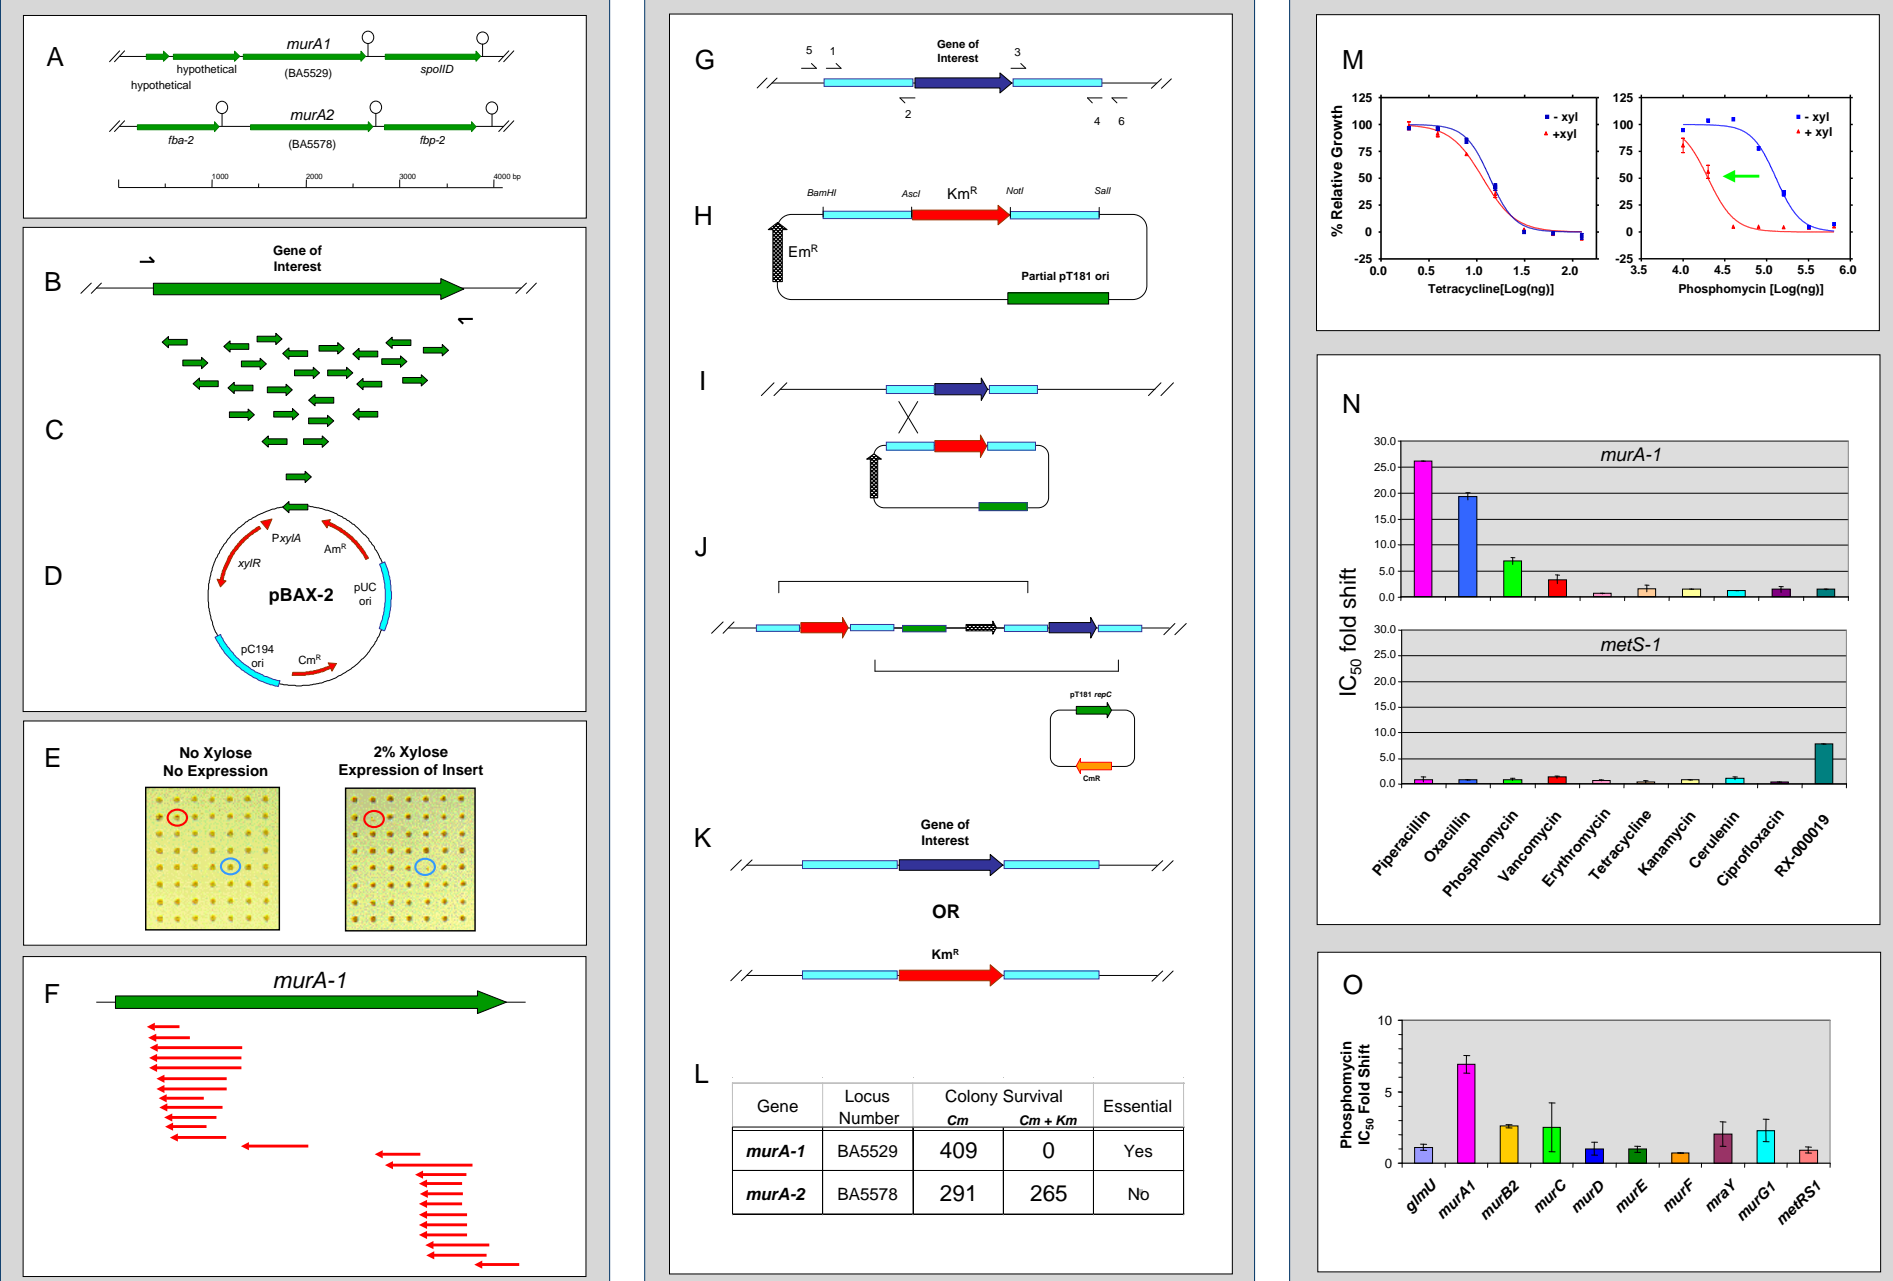 A
murA1
hypothetical
(BA5529)
spoIID
hypothetical
murA2
fba-2
(BA5578)
fbp-2
1000
2000
3000
4000 bp
B
Gene of
Interest
C
D
PxylA
AmR
xylR
pBAX-2
pUC
ori
pC194
ori
CmR
E
No Xylose
No Expression
2% Xylose
Expression of Insert
F
murA-1
G
Gene of
Interest
5
1
3
2
4
6
H
BamHI
AscI
KmR
NotI
SalI
EmR
Partial pT181 ori
I
J
pT181 repC
CmR
K
Gene of
Interest
OR
KmR
L
Gene
Locus
Number
Colony Survival
Cm
Cm + Km
Essential
murA-1
BA5529
409
0
Yes
murA-2
BA5578
291
265
No
M
% Relative Growth
125
100
75
50
25
0
-25
0.0
0.5
1.0
1.5
2.0
Tetracycline[Log(ng)]
- xyl
+xyl
125
100
75
50
25
0
-25
3.5
4.0
4.5
5.0
5.5
6.0
Phosphomycin [Log(ng)]
- xyl
+ xyl
N
IC50 fold shift
murA-1
30.0
25.0
20.0
15.0
10.0
5.0
0.0
metS-1
30.0
25.0
20.0
15.0
10.0
5.0
0.0
Piperacillin
Oxacillin
Phosphomycin
Vancomycin
Erythromycin
Tetracycline
Kanamycin
Cerulenin
Ciprofloxacin
RX-000019
O
Phosphomycin
IC50 Fold Shift
10
5
0
glmU
murA1
murB2
murC
murD
murE
murF
mraY
murG1
metRS1